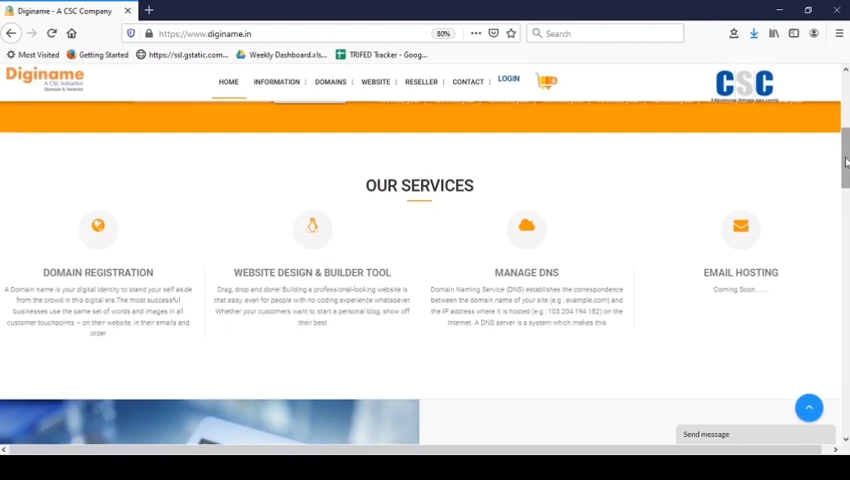 Diginame - A CSC Company
https://www.diginame.in
80%
Search
Most Visited
Getting Started
https://ssl.gstatic.com...
Weekly Dashboard.xls...
TRIFED Tracker - Goog...
Diginame
A CSC Initiative
Domain & Website
HOME
INFORMATION
DOMAINS
WEBSITE
RESELLER
CONTACT
LOGIN
CSC
OUR SERVICES
DOMAIN REGISTRATION
A Domain name is your digital identity to stand your self aside
from the crowd in this digital era.The most successful
businesses use the same set of words and images in all
customer touchpoints – on their website, in their emails and
order
WEBSITE DESIGN & BUILDER TOOL
Drag, drop and done! Building a professional-looking website is
that easy, even for people with no coding experience whatsoever.
Whether your customers want to start a personal blog, show off
their best
MANAGE DNS
Domain Naming Service (DNS) establishes the correspondence
between the domain name of your site (e.g : example.com) and
the IP address where it is hosted (e.g : 103.204.194.182) on the
Internet. A DNS server is a system which makes this
EMAIL HOSTING
Coming Soon......
Send message